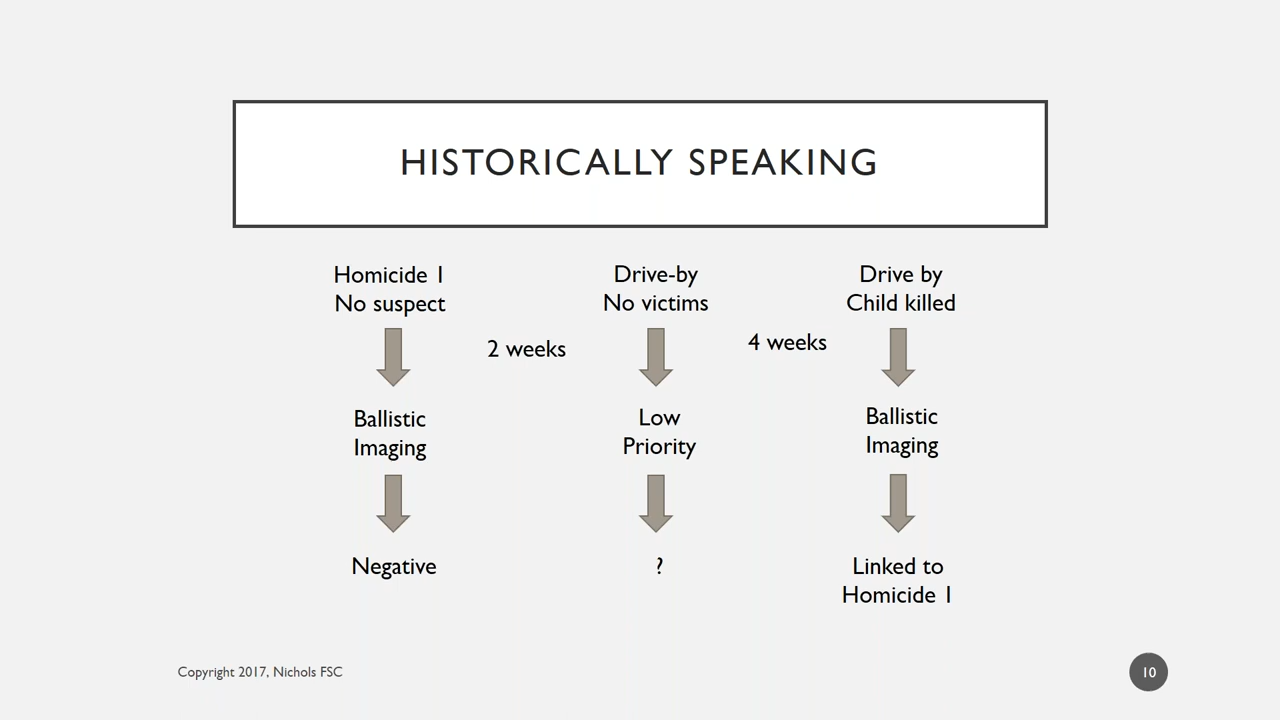 HISTORICALLY SPEAKING
Homicide 1
No suspect
Drive-by
No victims
Drive by
Child killed
2 weeks
4 weeks
Ballistic
Imaging
Low
Priority
Ballistic
Imaging
Negative
?
Linked to
Homicide 1
Copyright 2017, Nichols FSC
10